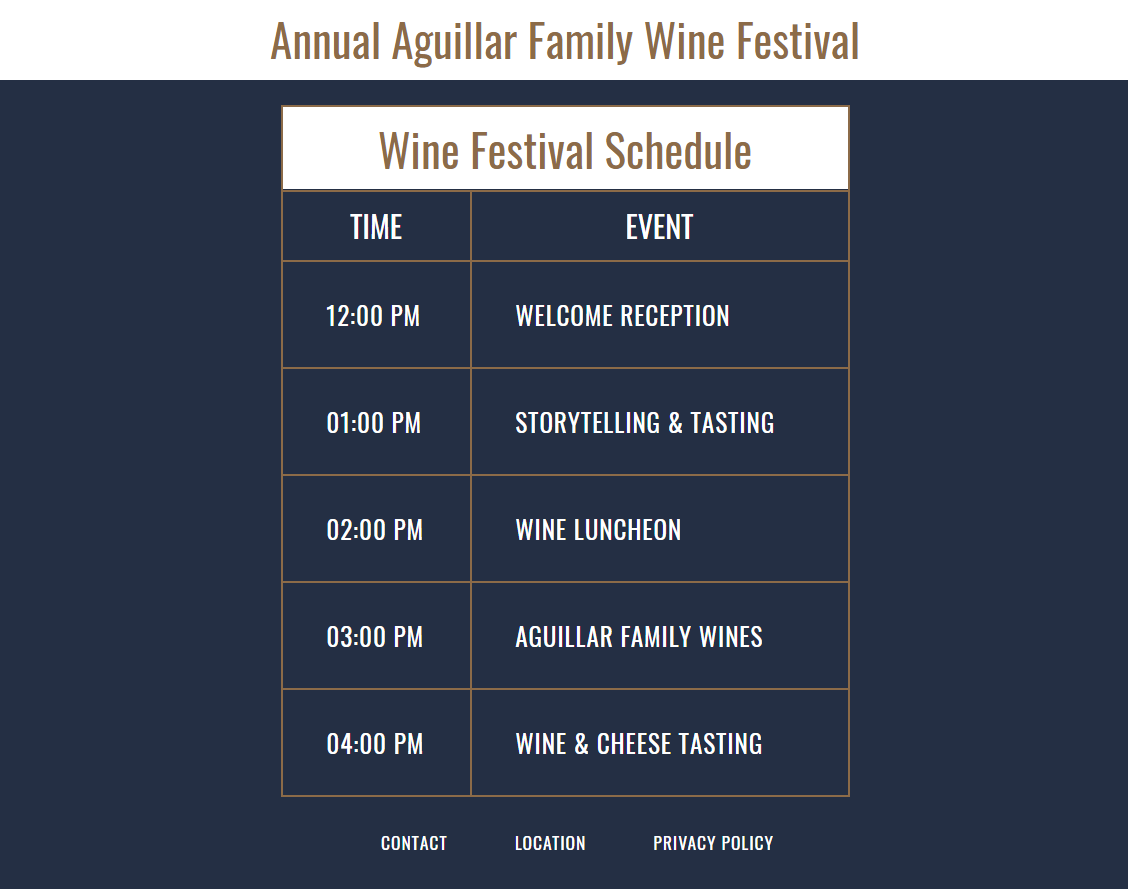 Annual Aguillar Family Wine Festival
Wine Festival Schedule
TIME EVENT
12:00 PM WELCOME RECEPTION
01:00 PM STORYTELLING & TASTING
02:00 PM WINE LUNCHEON
03:00 PM AGUILLAR FAMILY WINES
04:00 PM WINE & CHEESE TASTING
CONTACT LOCATION PRIVACY POLICY